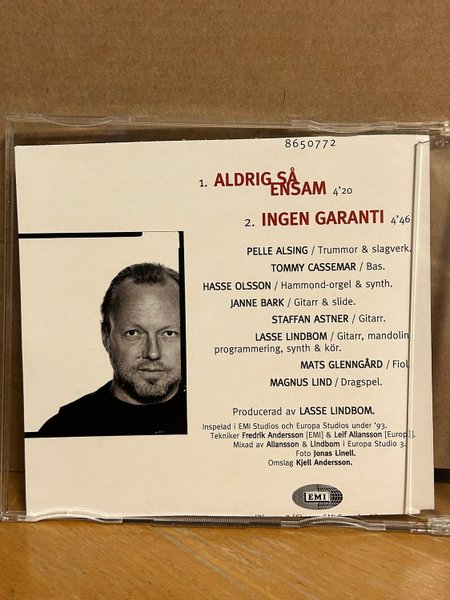 8650772
1. ALDRIG SÅ
ENSAM 4'20
2. INGEN GARANTI 4'46
PELLE ALSING / Trummor & slagverk.
TOMMY CASSEMAR / Bas.
HASSE OLSSON / Hammond-orgel & synth.
JANNE BARK / Gitarr & slide.
STAFFAN ASTNER / Gitarr.
LASSE LINDBOM / Gitarr, mandolin
programmering, synth & kör.
MATS GLENNGÅRD / Fiol
MAGNUS LIND / Dragspel.
Producerad av LASSE LINDBOM.
Inspelad i EMI Studios och Europa Studios under '93.
Tekniker Fredrik Andersson [EMI] & Leif Allansson [Europ].
Mixad av Allansson & Lindbom i Europa Studio 3.
Foto Jonas Linell.
Omslag Kjell Andersson.
EMI